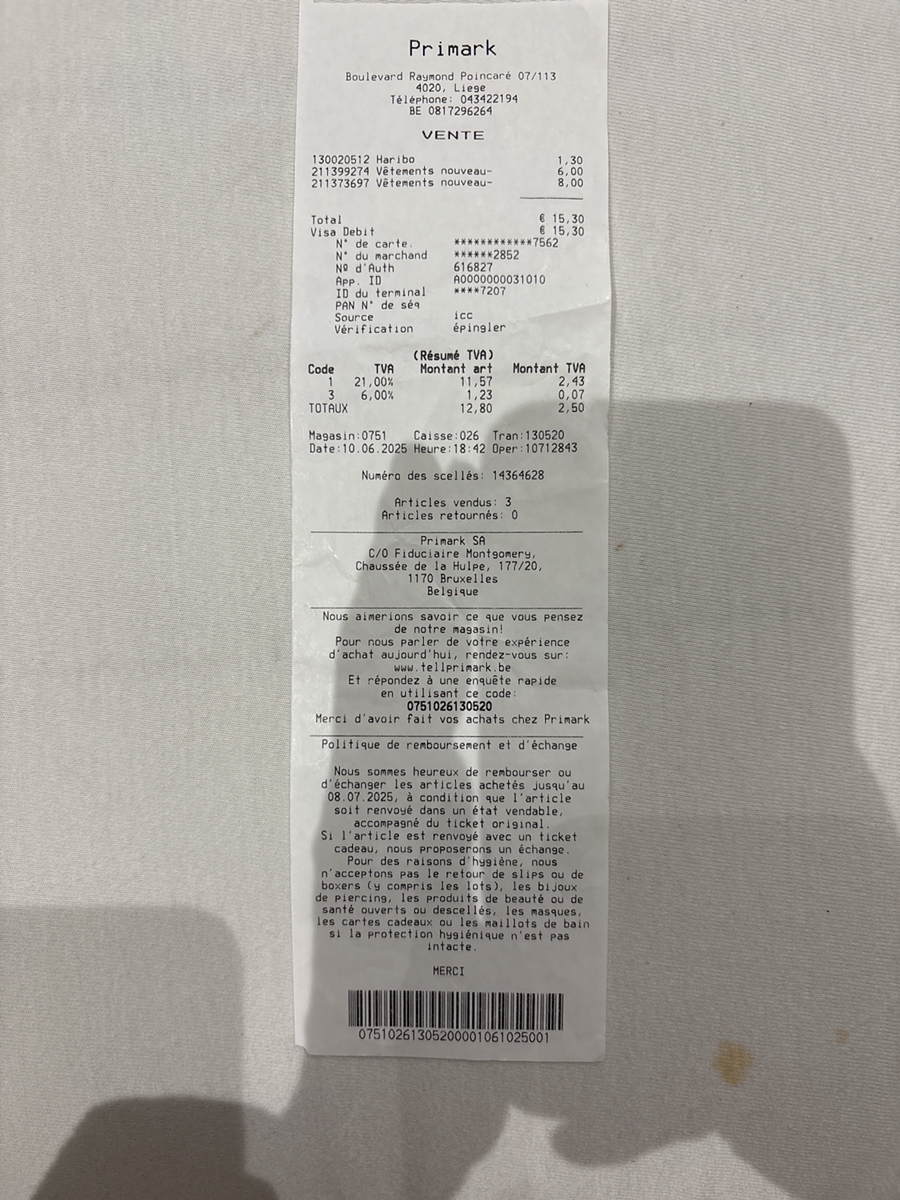 Primark
Boulevard Raymond Poincaré 07/113
4020, Liege
Téléphone: 043422194
BE 0817296264
VENTE
130020512 Haribo 1,30
211399274 Vêtements nouveau- 6,00
211373697 Vêtements nouveau- 8,00
Total € 15,30
Visa Debit € 15,30
N° de carte. ************7562
N° du marchand ******2852
Nº d'Auth 616827
App. ID A0000000031010
ID du terminal ****7207
PAN N° de séq
Source icc
Vérification épingler
(Résumé TVA)
Code TVA Montant art Montant TVA
1 21,00% 11,57 2,43
3 6,00% 1,23 0,07
TOTAUX 12,80 2,50
Magasin:0751 Caisse:026 Tran:130520
Date:10.06.2025 Heure:18:42 Oper:10712843
Numéro des scellés: 14364628
Articles vendus: 3
Articles retournés: 0
Primark SA
C/O Fiduciaire Montgomery,
Chaussée de la Hulpe, 177/20,
1170 Bruxelles
Belgique
Nous aimerions savoir ce que vous pensez
de notre magasin!
Pour nous parler de votre expérience
d'achat aujourd'hui, rendez-vous sur:
www.tellprimark.be
Et répondez à une enquête rapide
en utilisant ce code:
0751026130520
Merci d'avoir fait vos achats chez Primark
Politique de remboursement et d'échange
Nous sommes heureux de rembourser ou
d'échanger les articles achetés jusqu'au
08.07.2025, à condition que l'article
soit renvoyé dans un état vendable,
accompagné du ticket original.
Si l'article est renvoyé avec un ticket
cadeau, nous proposerons un échange.
Pour des raisons d'hygiène, nous
n'acceptons pas le retour de slips ou de
boxers (y compris les lots), les bijoux
de piercing, les produits de beauté ou de
santé ouverts ou descellés, les masques,
les cartes cadeaux ou les maillots de bain
si la protection hygiénique n'est pas
intacte.
MERCI
07510261305200001061025001